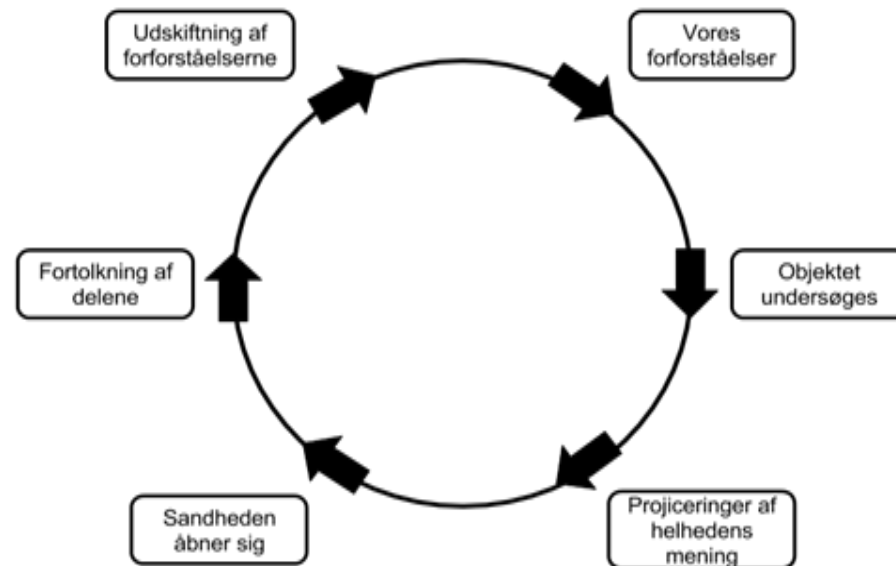 Udskiftning af
forforståelserne
Vores
forforståelser
Objektet
undersøges
Projiceringer af
helhedens
mening
Sandheden
åbner sig
Fortolkning af
delene